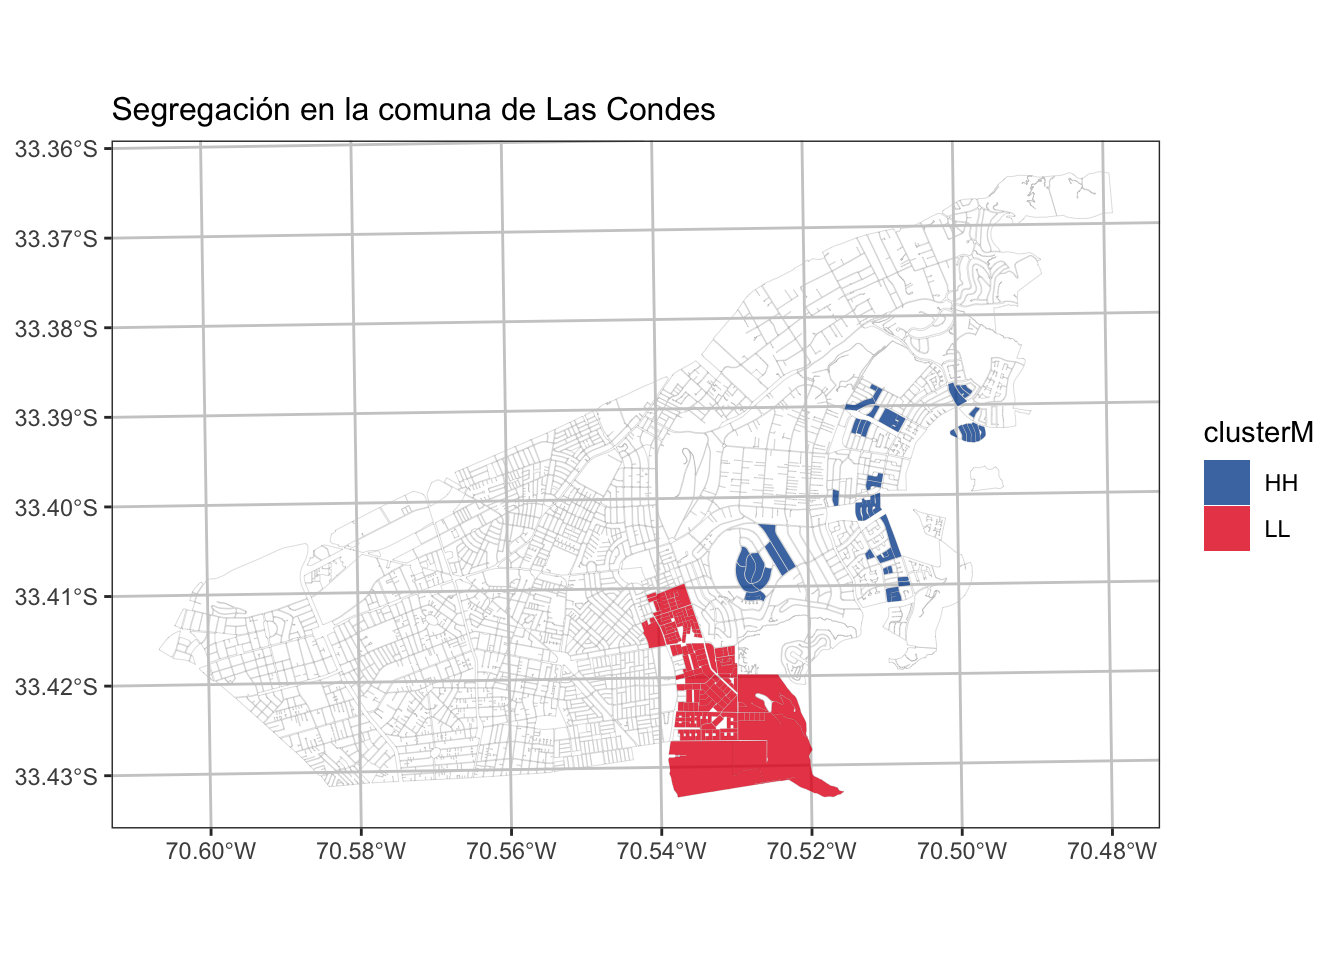 Segregación en la comuna de Las Condes
33.36°S
33.37°S
33.38°S
33.39°S
33.40°S
33.41°S
33.42°S
33.43°S
70.60°W 70.58°W 70.56°W 70.54°W 70.52°W 70.50°W 70.48°W
clusterM
HH
LL